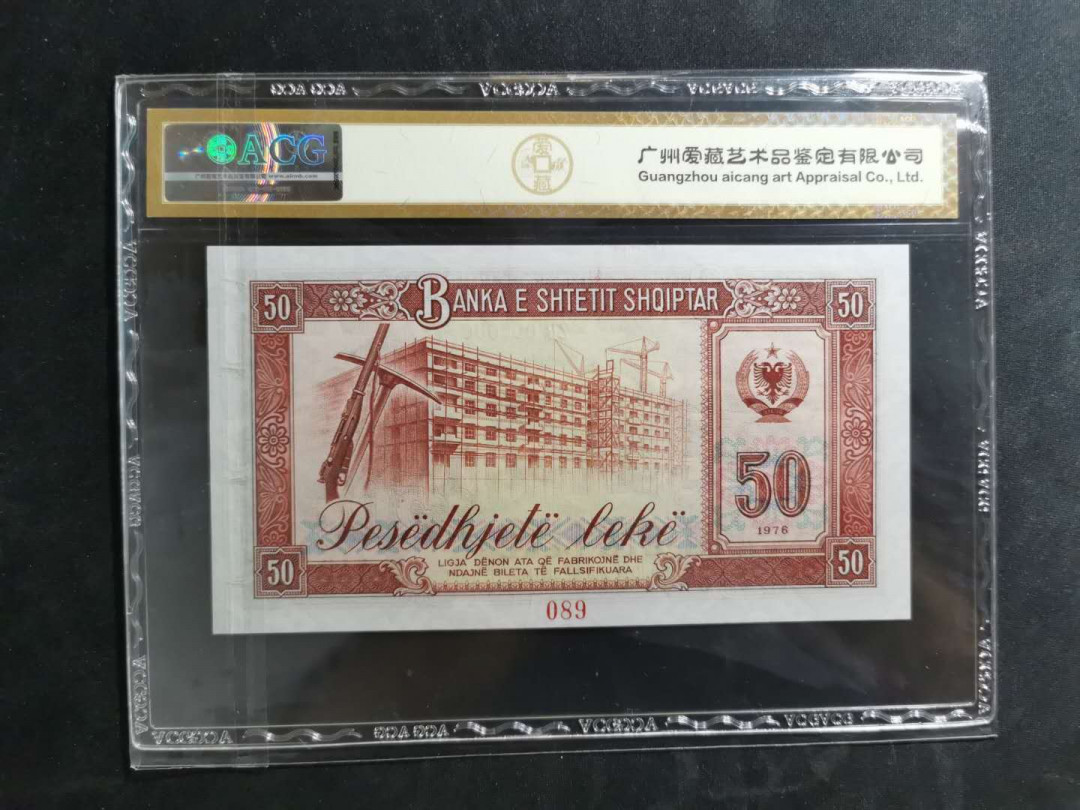 ACG
广州爱藏艺术品鉴定有限公司
Guangzhou aicang art Appraisal Co., Ltd.
爱藏
50
BANKA E SHTETIT SHQIPTAR
50
50
1976
Pesëdhjetë lekë
LIGJA DËNON ATA QË FABRIKOJNË DHE
NDAJNË BILETA TË FALLSIFIKUARA
50
50
089